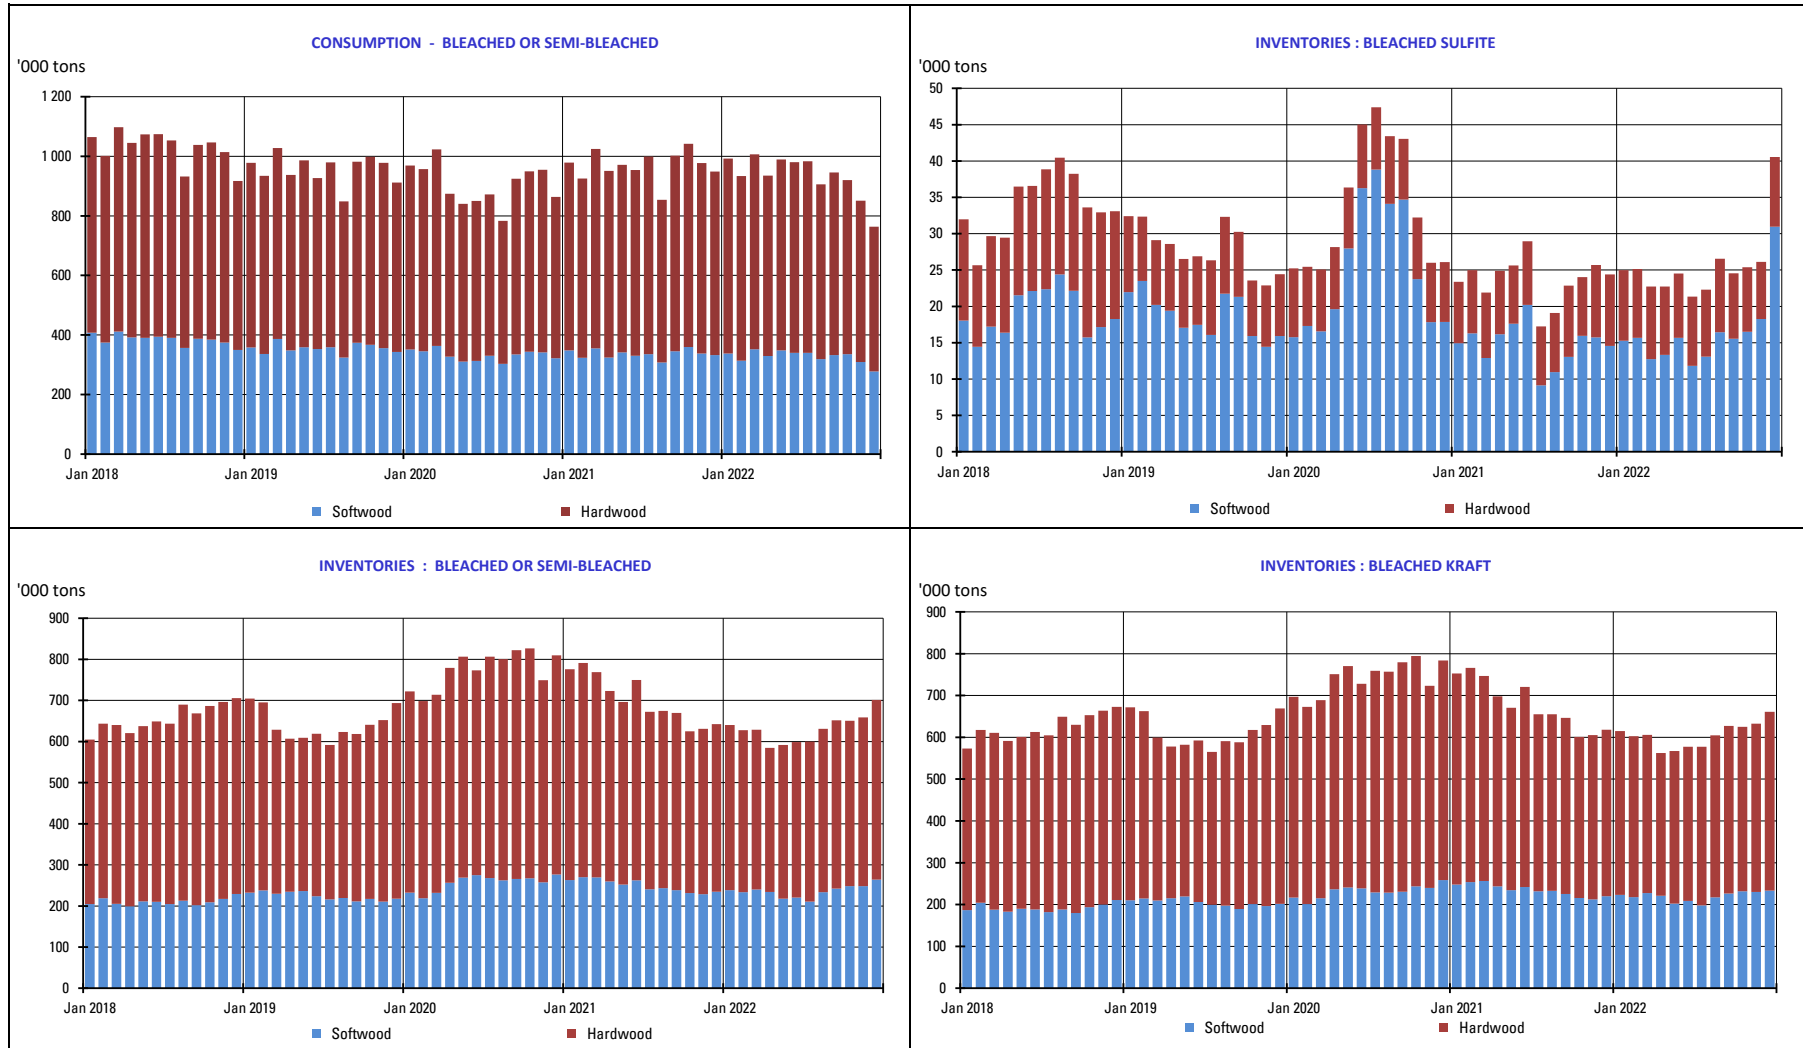 CONSUMPTION - BLEACHED OR SEMI-BLEACHED
'000 tons
1 200
1 000
800
600
400
200
0
Jan 2018 Jan 2019 Jan 2020 Jan 2021 Jan 2022
Softwood Hardwood
INVENTORIES : BLEACHED SULFITE
'000 tons
50
45
40
35
30
25
20
15
10
5
0
Jan 2018 Jan 2019 Jan 2020 Jan 2021 Jan 2022
Softwood Hardwood
INVENTORIES : BLEACHED OR SEMI-BLEACHED
'000 tons
900
800
700
600
500
400
300
200
100
0
Jan 2018 Jan 2019 Jan 2020 Jan 2021 Jan 2022
Softwood Hardwood
INVENTORIES : BLEACHED KRAFT
'000 tons
900
800
700
600
500
400
300
200
100
0
Jan 2018 Jan 2019 Jan 2020 Jan 2021 Jan 2022
Softwood Hardwood